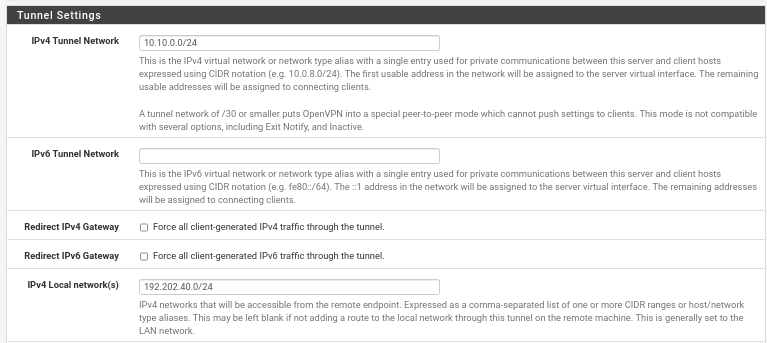 Tunnel Settings
IPv4 Tunnel Network
10.10.0.0/24
This is the IPv4 virtual network or network type alias with a single entry used for private communications between this server and client hosts
expressed using CIDR notation (e.g. 10.0.8.0/24). The first usable address in the network will be assigned to the server virtual interface. The remaining
usable addresses will be assigned to connecting clients.
A tunnel network of /30 or smaller puts OpenVPN into a special peer-to-peer mode which cannot push settings to clients. This mode is not compatible
with several options, including Exit Notify, and Inactive.
IPv6 Tunnel Network
This is the IPv6 virtual network or network type alias with a single entry used for private communications between this server and client hosts
expressed using CIDR notation (e.g. fe80::/64). The ::1 address in the network will be assigned to the server virtual interface. The remaining addresses
will be assigned to connecting clients.
Redirect IPv4 Gateway
Force all client-generated IPv4 traffic through the tunnel.
Redirect IPv6 Gateway
Force all client-generated IPv6 traffic through the tunnel.
IPv4 Local network(s)
192.202.40.0/24
IPv4 networks that will be accessible from the remote endpoint. Expressed as a comma-separated list of one or more CIDR ranges or host/network
type aliases. This may be left blank if not adding a route to the local network through this tunnel on the remote machine. This is generally set to the
LAN network.